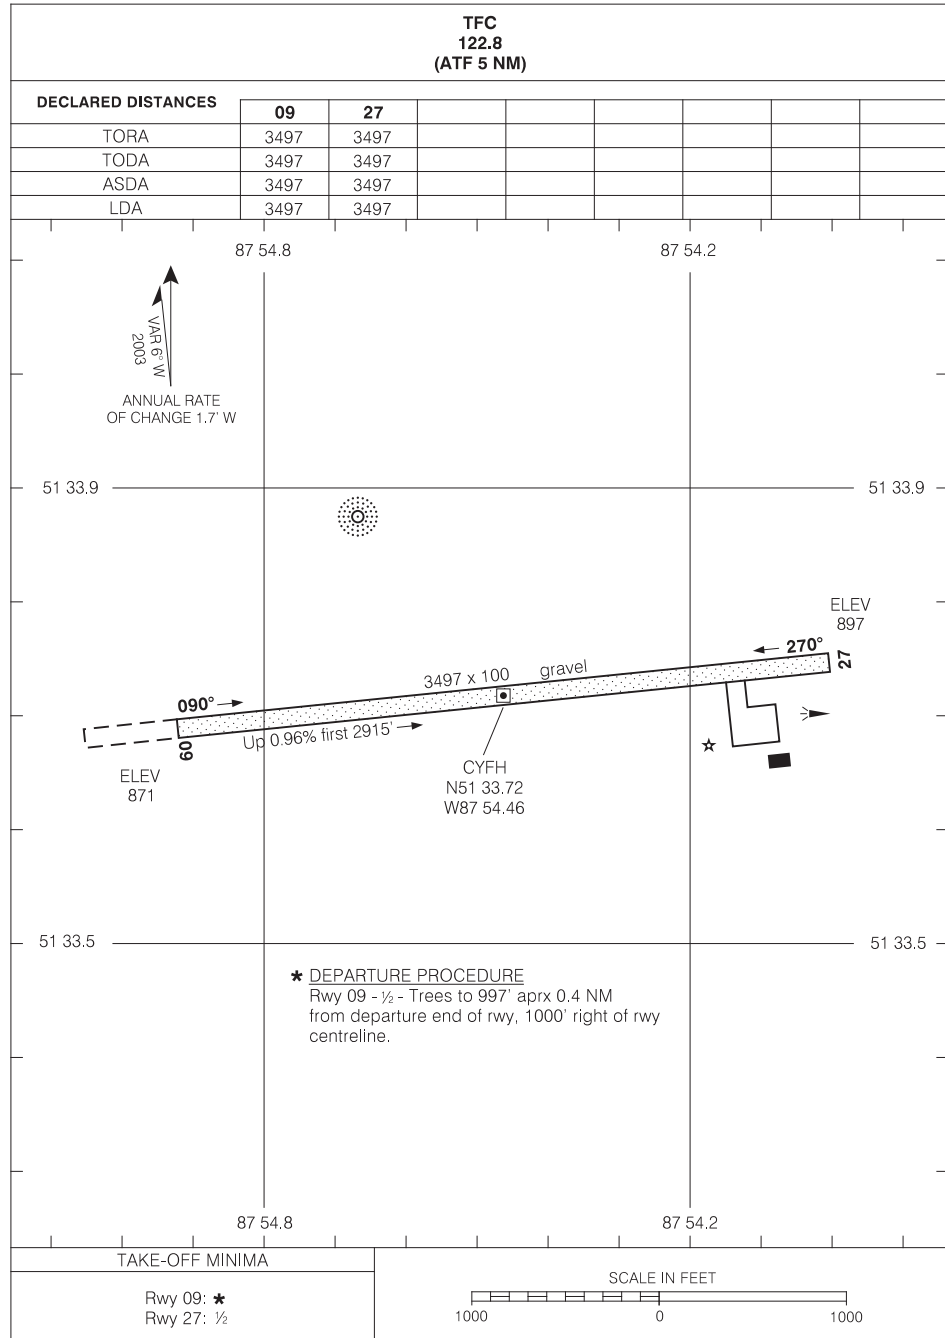 TFC
122.8
(ATF 5 NM)
DECLARED DISTANCES
09 27
TORA 3497 3497
TODA 3497 3497
ASDA 3497 3497
LDA 3497 3497
87 54.8 87 54.2
VAR 6° W
2003
ANNUAL RATE
OF CHANGE 1.7' W
51 33.9 51 33.9
ELEV
897
270°
27
3497 x 100 gravel
090°
09
Up 0.96% first 2915'
ELEV
871
CYFH
N51 33.72
W87 54.46
51 33.5 51 33.5
* DEPARTURE PROCEDURE
Rwy 09 - ½ - Trees to 997' aprx 0.4 NM
from departure end of rwy, 1000' right of rwy
centreline.
87 54.8 87 54.2
TAKE-OFF MINIMA
Rwy 09: *
Rwy 27: ½
SCALE IN FEET
1000 0 1000